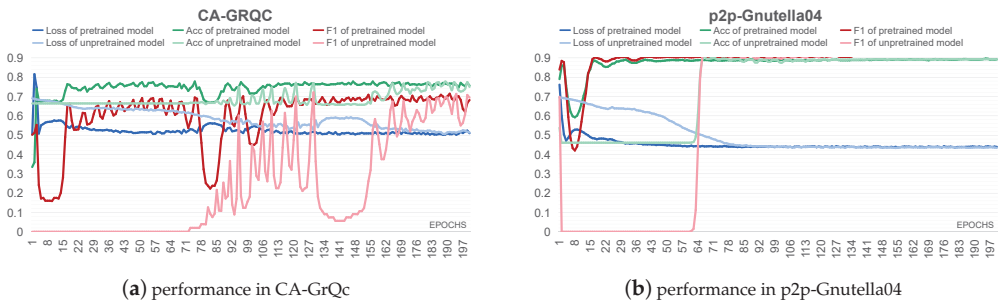 CA-GRQC
Loss of pretrained model Acc of pretrained model F1 of pretrained model
Loss of unpretrained model Acc of unpretrained model F1 of unpretrained model
0.9
0.8
0.7
0.6
0.5
0.4
0.3
0.2
0.1
0
EPOCHS
1 8 15 22 29 36 43 50 57 64 71 78 85 92 99 106 113 120 127 134 141 148 155 162 169 176 183 190 197
(a) performance in CA-GrQc
p2p-Gnutella04
Loss of pretrained model Acc of pretrained model F1 of pretrained model
Loss of unpretrained model Acc of unpretrained model F1 of unpretrained model
0.9
0.8
0.7
0.6
0.5
0.4
0.3
0.2
0.1
0
EPOCHS
1 8 15 22 29 36 43 50 57 64 71 78 85 92 99 106 113 120 127 134 141 148 155 162 169 176 183 190 197
(b) performance in p2p-Gnutella04